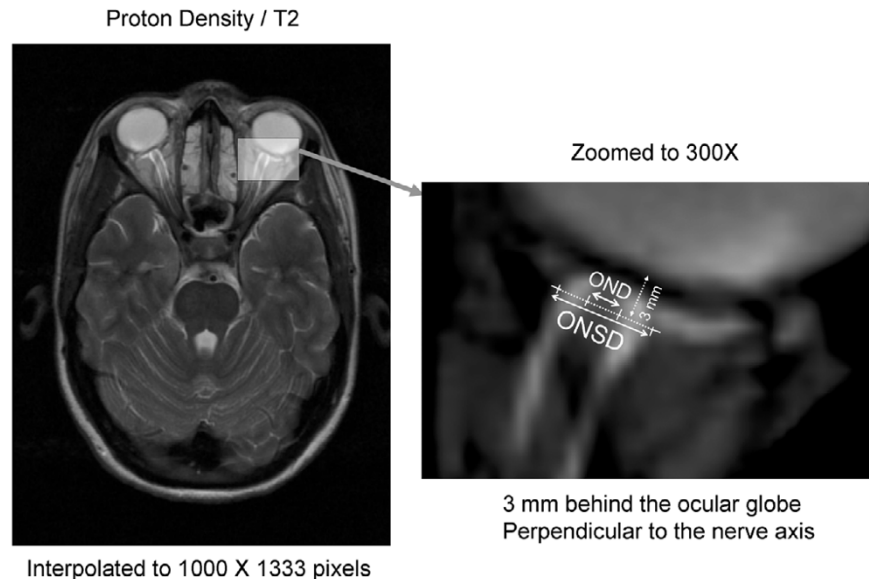 Proton Density / T2
Zoomed to 300X
OND
3 mm
ONSD
3 mm behind the ocular globe
Perpendicular to the nerve axis
Interpolated to 1000 X 1333 pixels